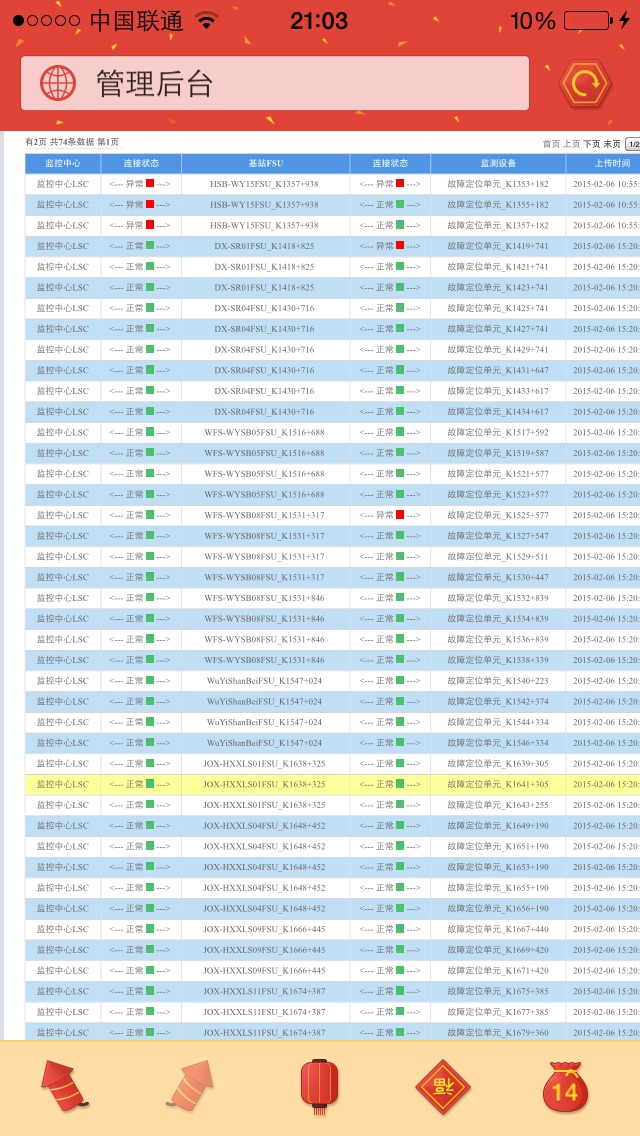 中国联通 21:03 10%
管理后台
有2页 共74条数据 第1页 首页 上页 下页 末页 1/2
监控中心 连接状态 基站FSU 连接状态 监测设备 上传时间
监控中心LSC <--- 异常 ---> HSB-WY15FSU_K1357+938 <--- 异常 ---> 故障定位单元_K1353+182 2015-02-06 10:55:
监控中心LSC <--- 异常 ---> HSB-WY15FSU_K1357+938 <--- 正常 ---> 故障定位单元_K1355+182 2015-02-06 10:55:
监控中心LSC <--- 异常 ---> HSB-WY15FSU_K1357+938 <--- 正常 ---> 故障定位单元_K1357+182 2015-02-06 10:55:
监控中心LSC <--- 正常 ---> DX-SR01FSU_K1418+825 <--- 异常 ---> 故障定位单元_K1419+741 2015-02-06 15:20:
监控中心LSC <--- 正常 ---> DX-SR01FSU_K1418+825 <--- 正常 ---> 故障定位单元_K1421+741 2015-02-06 15:20:
监控中心LSC <--- 正常 ---> DX-SR01FSU_K1418+825 <--- 正常 ---> 故障定位单元_K1423+741 2015-02-06 15:20:
监控中心LSC <--- 正常 ---> DX-SR04FSU_K1430+716 <--- 正常 ---> 故障定位单元_K1425+741 2015-02-06 15:20:
监控中心LSC <--- 正常 ---> DX-SR04FSU_K1430+716 <--- 正常 ---> 故障定位单元_K1427+741 2015-02-06 15:20:
监控中心LSC <--- 正常 ---> DX-SR04FSU_K1430+716 <--- 正常 ---> 故障定位单元_K1429+741 2015-02-06 15:20:
监控中心LSC <--- 正常 ---> DX-SR04FSU_K1430+716 <--- 正常 ---> 故障定位单元_K1431+647 2015-02-06 15:20:
监控中心LSC <--- 正常 ---> DX-SR04FSU_K1430+716 <--- 正常 ---> 故障定位单元_K1433+617 2015-02-06 15:20:
监控中心LSC <--- 正常 ---> DX-SR04FSU_K1430+716 <--- 正常 ---> 故障定位单元_K1434+617 2015-02-06 15:20:
监控中心LSC <--- 正常 ---> WFS-WYSB05FSU_K1516+688 <--- 正常 ---> 故障定位单元_K1517+592 2015-02-06 15:20:
监控中心LSC <--- 正常 ---> WFS-WYSB05FSU_K1516+688 <--- 正常 ---> 故障定位单元_K1519+587 2015-02-06 15:20:
监控中心LSC <--- 正常 ---> WFS-WYSB05FSU_K1516+688 <--- 正常 ---> 故障定位单元_K1521+577 2015-02-06 15:20:
监控中心LSC <--- 正常 ---> WFS-WYSB05FSU_K1516+688 <--- 正常 ---> 故障定位单元_K1523+577 2015-02-06 15:20:
监控中心LSC <--- 正常 ---> WFS-WYSB08FSU_K1531+317 <--- 异常 ---> 故障定位单元_K1525+577 2015-02-06 15:20:
监控中心LSC <--- 正常 ---> WFS-WYSB08FSU_K1531+317 <--- 正常 ---> 故障定位单元_K1527+547 2015-02-06 15:20:
监控中心LSC <--- 正常 ---> WFS-WYSB08FSU_K1531+317 <--- 正常 ---> 故障定位单元_K1529+511 2015-02-06 15:20:
监控中心LSC <--- 正常 ---> WFS-WYSB08FSU_K1531+317 <--- 正常 ---> 故障定位单元_K1530+447 2015-02-06 15:20:
监控中心LSC <--- 正常 ---> WFS-WYSB08FSU_K1531+846 <--- 正常 ---> 故障定位单元_K1532+839 2015-02-06 15:20:
监控中心LSC <--- 正常 ---> WFS-WYSB08FSU_K1531+846 <--- 正常 ---> 故障定位单元_K1534+839 2015-02-06 15:20:
监控中心LSC <--- 正常 ---> WFS-WYSB08FSU_K1531+846 <--- 正常 ---> 故障定位单元_K1536+839 2015-02-06 15:20:
监控中心LSC <--- 正常 ---> WFS-WYSB08FSU_K1531+846 <--- 正常 ---> 故障定位单元_K1538+339 2015-02-06 15:20:
监控中心LSC <--- 正常 ---> WuYiShanBeiFSU_K1547+024 <--- 正常 ---> 故障定位单元_K1540+223 2015-02-06 15:20:
监控中心LSC <--- 正常 ---> WuYiShanBeiFSU_K1547+024 <--- 正常 ---> 故障定位单元_K1542+374 2015-02-06 15:20:
监控中心LSC <--- 正常 ---> WuYiShanBeiFSU_K1547+024 <--- 正常 ---> 故障定位单元_K1544+334 2015-02-06 15:20:
监控中心LSC <--- 正常 ---> WuYiShanBeiFSU_K1547+024 <--- 正常 ---> 故障定位单元_K1546+334 2015-02-06 15:20:
监控中心LSC <--- 正常 ---> JOX-HXXLS01FSU_K1638+325 <--- 正常 ---> 故障定位单元_K1639+305 2015-02-06 15:20:
监控中心LSC <--- 正常 ---> JOX-HXXLS01FSU_K1638+325 <--- 正常 ---> 故障定位单元_K1641+305 2015-02-06 15:20:
监控中心LSC <--- 正常 ---> JOX-HXXLS01FSU_K1638+325 <--- 正常 ---> 故障定位单元_K1643+255 2015-02-06 15:20:
监控中心LSC <--- 正常 ---> JOX-HXXLS04FSU_K1648+452 <--- 正常 ---> 故障定位单元_K1649+190 2015-02-06 15:20:
监控中心LSC <--- 正常 ---> JOX-HXXLS04FSU_K1648+452 <--- 正常 ---> 故障定位单元_K1651+190 2015-02-06 15:20:
监控中心LSC <--- 正常 ---> JOX-HXXLS04FSU_K1648+452 <--- 正常 ---> 故障定位单元_K1653+190 2015-02-06 15:20:
监控中心LSC <--- 正常 ---> JOX-HXXLS04FSU_K1648+452 <--- 正常 ---> 故障定位单元_K1655+190 2015-02-06 15:20:
监控中心LSC <--- 正常 ---> JOX-HXXLS04FSU_K1648+452 <--- 正常 ---> 故障定位单元_K1656+190 2015-02-06 15:20:
监控中心LSC <--- 正常 ---> JOX-HXXLS09FSU_K1666+445 <--- 正常 ---> 故障定位单元_K1667+440 2015-02-06 15:20:
监控中心LSC <--- 正常 ---> JOX-HXXLS09FSU_K1666+445 <--- 正常 ---> 故障定位单元_K1669+420 2015-02-06 15:20:
监控中心LSC <--- 正常 ---> JOX-HXXLS09FSU_K1666+445 <--- 正常 ---> 故障定位单元_K1671+420 2015-02-06 15:20:
监控中心LSC <--- 正常 ---> JOX-HXXLS11FSU_K1674+387 <--- 正常 ---> 故障定位单元_K1675+385 2015-02-06 15:20:
监控中心LSC <--- 正常 ---> JOX-HXXLS11FSU_K1674+387 <--- 正常 ---> 故障定位单元_K1677+385 2015-02-06 15:20:
监控中心LSC <--- 正常 ---> JOX-HXXLS11FSU_K1674+387 <--- 正常 ---> 故障定位单元_K1679+360 2015-02-06 15:20:
福 14